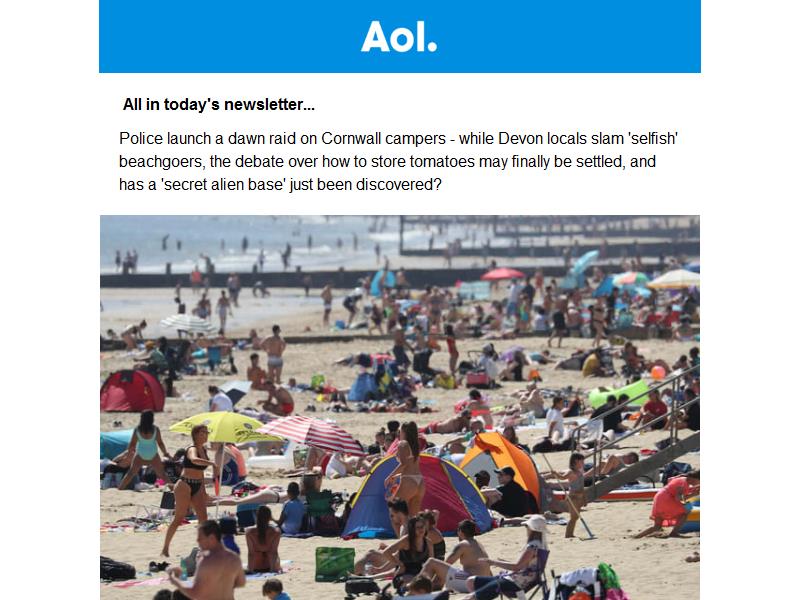 Aol.
All in today's newsletter...
Police launch a dawn raid on Cornwall campers - while Devon locals slam 'selfish'
beachgoers, the debate over how to store tomatoes may finally be settled, and
has a 'secret alien base' just been discovered?